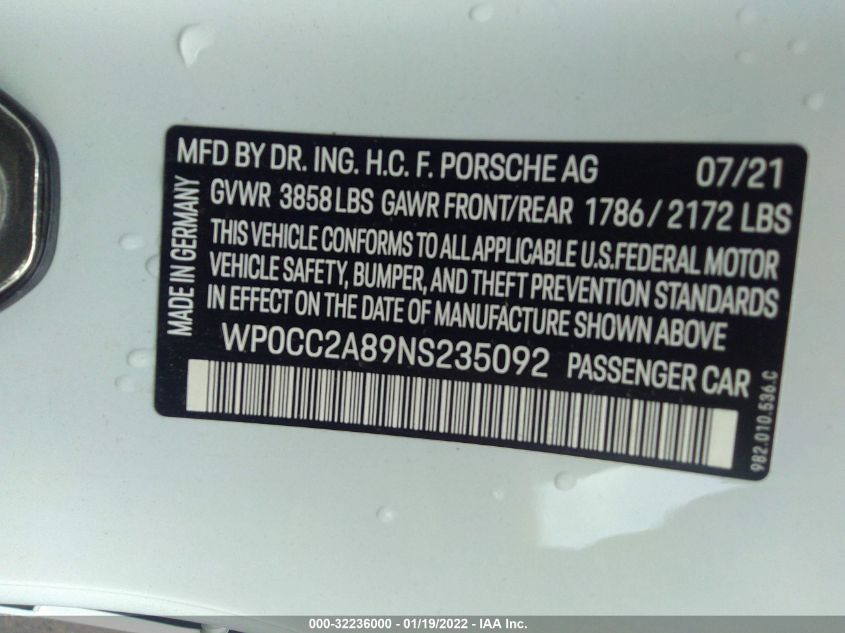 MFD BY DR. ING. H.C. F. PORSCHE AG 07/21
GVWR 3858 LBS GAWR FRONT/REAR 1786 / 2172 LBS
THIS VEHICLE CONFORMS TO ALL APPLICABLE U.S.FEDERAL MOTOR
VEHICLE SAFETY, BUMPER, AND THEFT PREVENTION STANDARDS
IN EFFECT ON THE DATE OF MANUFACTURE SHOWN ABOVE
WP0CC2A89NS235092 PASSENGER CAR
MADE IN GERMANY
982.010.536.C
000-32236000 - 01/19/2022 - IAA Inc.